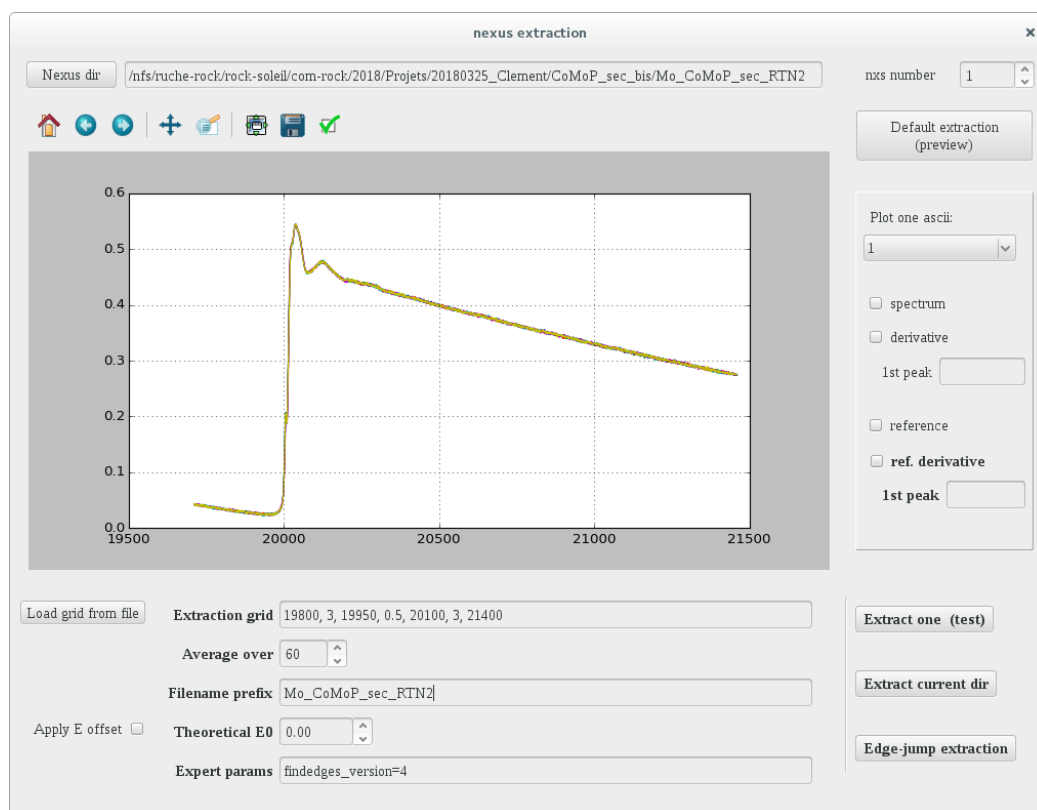 nexus extraction
Nexus dir /nfs/ruche-rock/rock-soleil/com-rock/2018/Projets/20180325_Clement/CoMoP_sec_bis/Mo_CoMoP_sec_RTN2 nxs number 1
Default extraction
(preview)
0.6
0.5
0.4
0.3
0.2
0.1
0.0
19500 20000 20500 21000 21500
Plot one ascii:
1
spectrum
derivative
1st peak
reference
ref. derivative
1st peak
Load grid from file Extraction grid 19800, 3, 19950, 0.5, 20100, 3, 21400
Average over 60
Filename prefix Mo_CoMoP_sec_RTN2
Apply E offset Theoretical E0 0.00
Expert params findedges_version=4
Extract one (test)
Extract current dir
Edge-jump extraction